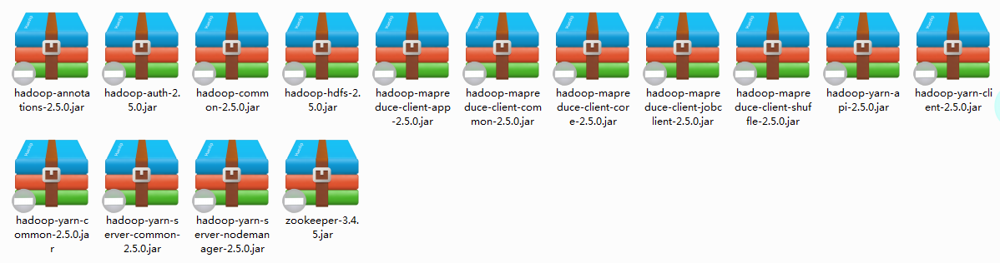 hadoop-annota
tions-2.5.0.jar
hadoop-auth-2.
5.0.jar
hadoop-comm
on-2.5.0.jar
hadoop-hdfs-2.
5.0.jar
hadoop-mapre
duce-client-app
-2.5.0.jar
hadoop-mapre
duce-client-com
mon-2.5.0.jar
hadoop-mapre
duce-client-cor
e-2.5.0.jar
hadoop-mapre
duce-client-jobc
lient-2.5.0.jar
hadoop-mapre
duce-client-shuf
fle-2.5.0.jar
hadoop-yarn-a
pi-2.5.0.jar
hadoop-yarn-cli
ent-2.5.0.jar
hadoop-yarn-c
ommon-2.5.0.ja
r
hadoop-yarn-s
erver-common-
2.5.0.jar
hadoop-yarn-s
erver-nodeman
ager-2.5.0.jar
zookeeper-3.4.
5.jar